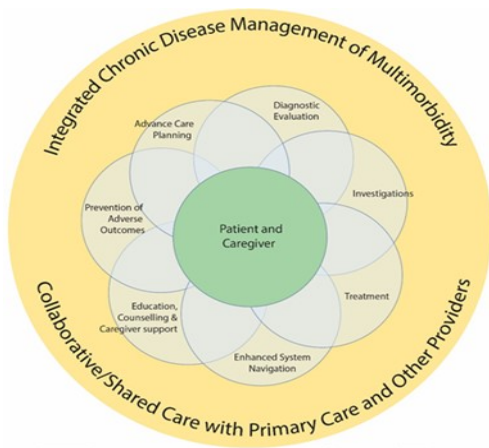 Integrated Chronic Disease Management of Multimorbidity
Diagnostic
Evaluation
Advance Care
Planning
Investigations
Prevention of
Adverse
Outcomes
Patient and
Caregiver
Treatment
Education,
Counselling &
Caregiver support
Enhanced System
Navigation
Collaborative/Shared Care with Primary Care and Other Providers